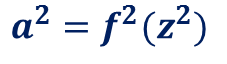 a² = f²(z²)